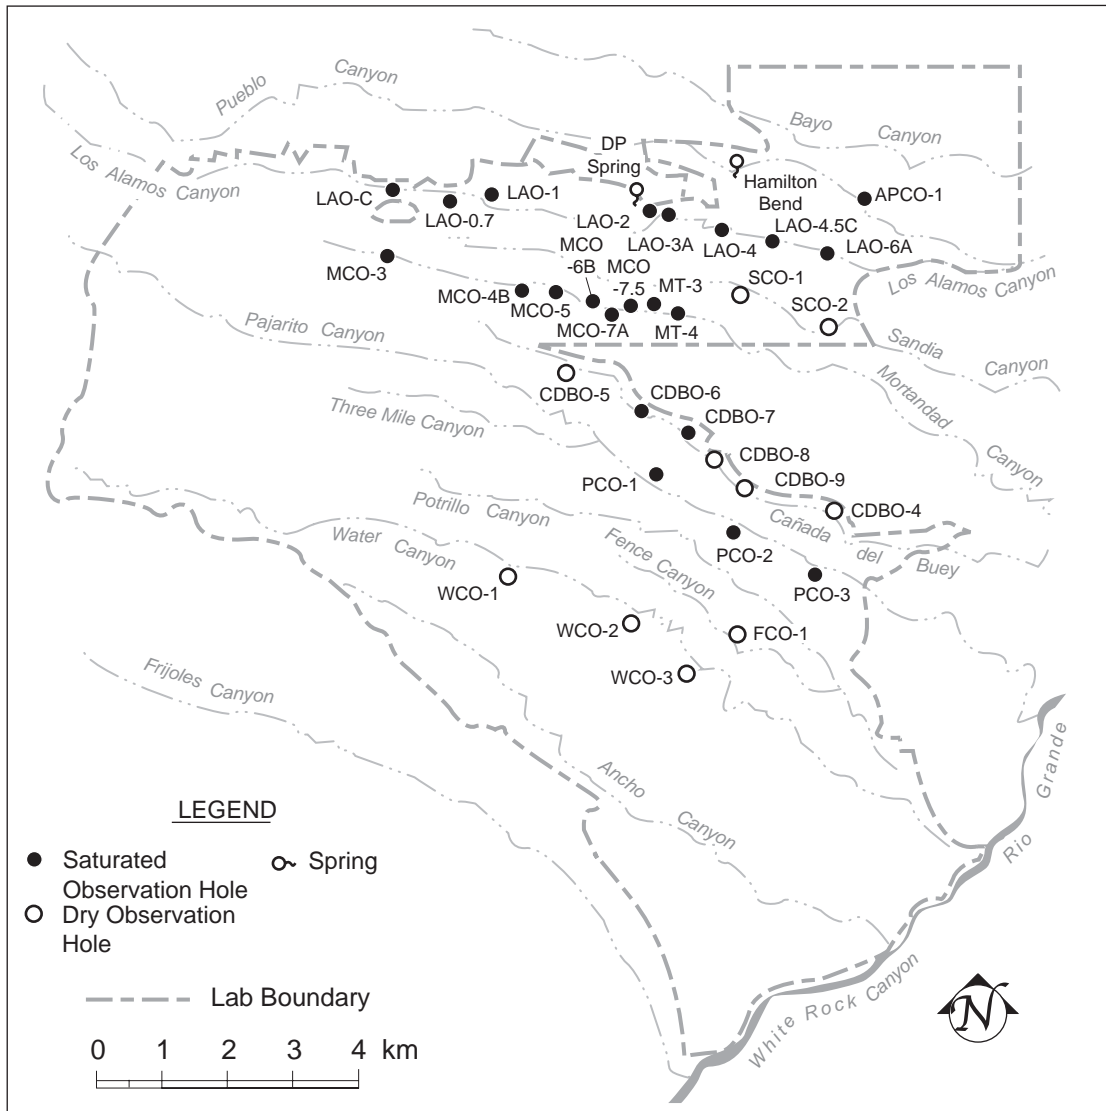 Pueblo Canyon
Bayo Canyon
Los Alamos Canyon
DP
Spring
Hamilton
Bend
APCO-1
LAO-C
LAO-0.7
LAO-1
LAO-2
LAO-3A
LAO-4
LAO-4.5C
LAO-6A
Los Alamos Canyon
MCO-3
MCO
-6B
MCO
-7.5
MT-3
SCO-1
SCO-2
MCO-4B
MCO-5
MCO-7A
MT-4
Sandia Canyon
Pajarito Canyon
Mortandad Canyon
CDBO-5
CDBO-6
CDBO-7
Three Mile Canyon
CDBO-8
CDBO-9
CDBO-4
PCO-1
Potrillo Canyon
Cañada del Buey
Water Canyon
Fence Canyon
PCO-2
PCO-3
WCO-1
WCO-2
FCO-1
WCO-3
Frijoles Canyon
Ancho Canyon
Rio Grande
White Rock Canyon
LEGEND
Saturated
Observation Hole
Spring
Dry Observation
Hole
Lab Boundary
0 1 2 3 4 km
N